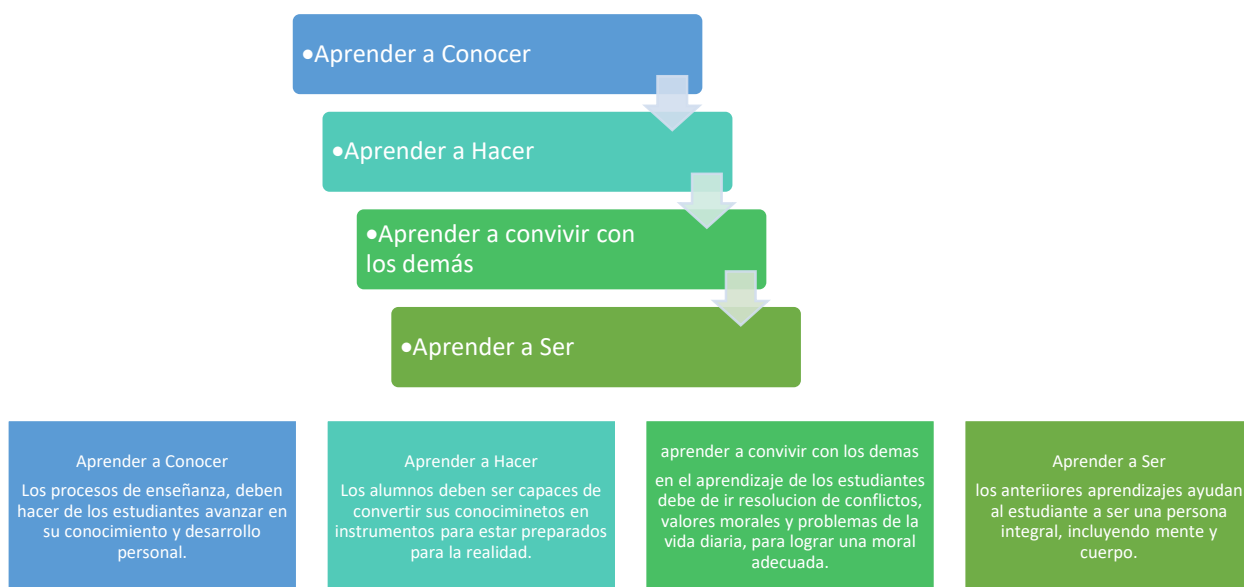 •Aprender a Conocer
•Aprender a Hacer
•Aprender a convivir con
los demás
•Aprender a Ser
Aprender a Conocer
Los procesos de enseñanza, deben
hacer de los estudiantes avanzar en
su conocimiento y desarrollo
personal.
Aprender a Hacer
Los alumnos deben ser capaces de
convertir sus conociminetos en
instrumentos para estar preparados
para la realidad.
aprender a convivir con los demas
en el aprendizaje de los estudiantes
debe de ir resolucion de conflictos,
valores morales y problemas de la
vida diaria, para lograr una moral
adecuada.
Aprender a Ser
los anteriiores aprendizajes ayudan
al estudiante a ser una persona
integral, incluyendo mente y
cuerpo.